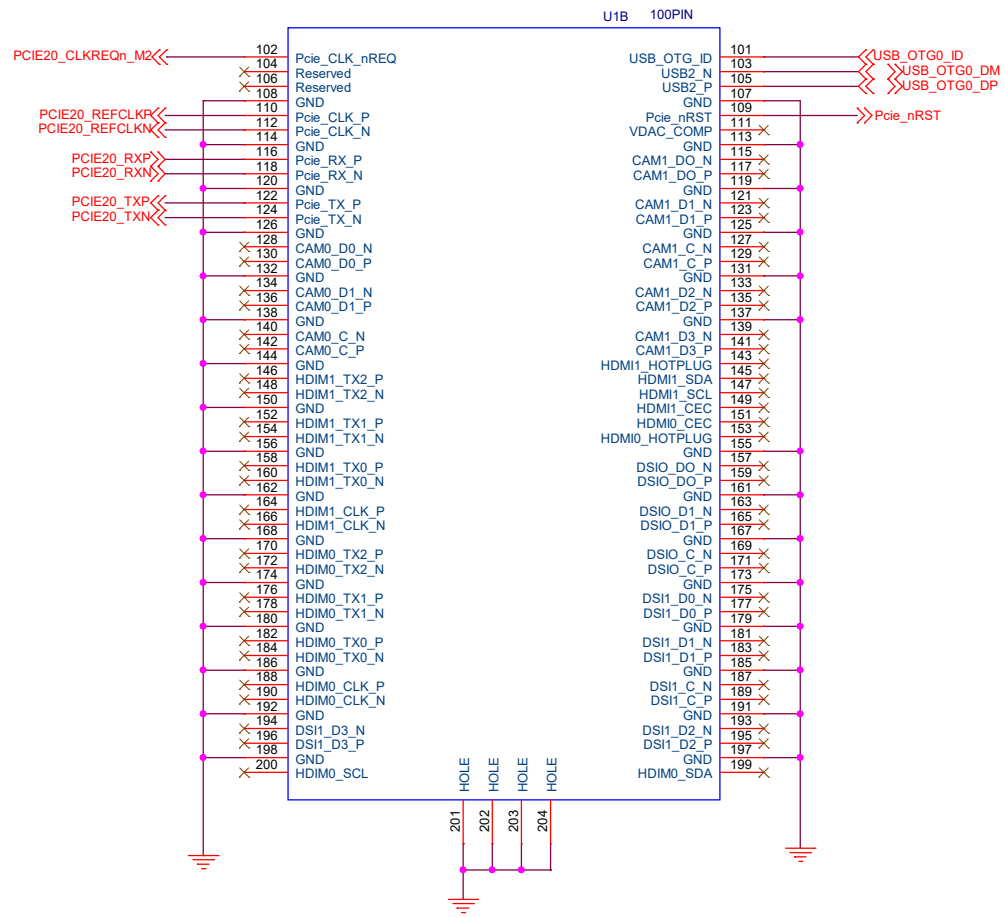 U1B 100PIN
PCIE20_CLKREQn_M2 102 Pcie_CLK_nREQ USB_OTG_ID 101 USB_OTG0_ID
104 Reserved USB2_N 103 USB_OTG0_DM
106 Reserved USB2_P 105 USB_OTG0_DP
108 GND GND 107
PCIE20_REFCLKP 110 Pcie_CLK_P Pcie_nRST 109 Pcie_nRST
PCIE20_REFCLKN 112 Pcie_CLK_N VDAC_COMP 111
114 GND GND 113
PCIE20_RXP 116 Pcie_RX_P CAM1_DO_N 115
PCIE20_RXN 118 Pcie_RX_N CAM1_DO_P 117
120 GND GND 119
PCIE20_TXP 122 Pcie_TX_P CAM1_D1_N 121
PCIE20_TXN 124 Pcie_TX_N CAM1_D1_P 123
126 GND GND 125
128 CAM0_D0_N CAM1_C_N 127
130 CAM0_D0_P CAM1_C_P 129
132 GND GND 131
134 CAM0_D1_N CAM1_D2_N 133
136 CAM0_D1_P CAM1_D2_P 135
138 GND GND 137
140 CAM0_C_N CAM1_D3_N 139
142 CAM0_C_P CAM1_D3_P 141
144 GND HDMI1_HOTPLUG 143
146 HDIM1_TX2_P HDMI1_SDA 145
148 HDIM1_TX2_N HDMI1_SCL 147
150 GND HDMI1_CEC 149
152 HDIM1_TX1_P HDMI0_CEC 151
154 HDIM1_TX1_N HDMI0_HOTPLUG 153
156 GND GND 155
158 HDIM1_TX0_P DSIO_DO_N 157
160 HDIM1_TX0_N DSIO_DO_P 159
162 GND GND 161
164 HDIM1_CLK_P DSIO_D1_N 163
166 HDIM1_CLK_N DSIO_D1_P 165
168 GND GND 167
170 HDIM0_TX2_P DSIO_C_N 169
172 HDIM0_TX2_N DSIO_C_P 171
174 GND GND 173
176 HDIM0_TX1_P DSI1_D0_N 175
178 HDIM0_TX1_N DSI1_D0_P 177
180 GND GND 179
182 HDIM0_TX0_P DSI1_D1_N 181
184 HDIM0_TX0_N DSI1_D1_P 183
186 GND GND 185
188 HDIM0_CLK_P DSI1_C_N 187
190 HDIM0_CLK_N DSI1_C_P 189
192 GND GND 191
194 DSI1_D3_N DSI1_D2_N 193
196 DSI1_D3_P DSI1_D2_P 195
198 GND GND 197
200 HDIM0_SCL HDIM0_SDA 199
HOLE HOLE HOLE HOLE
201 202 203 204